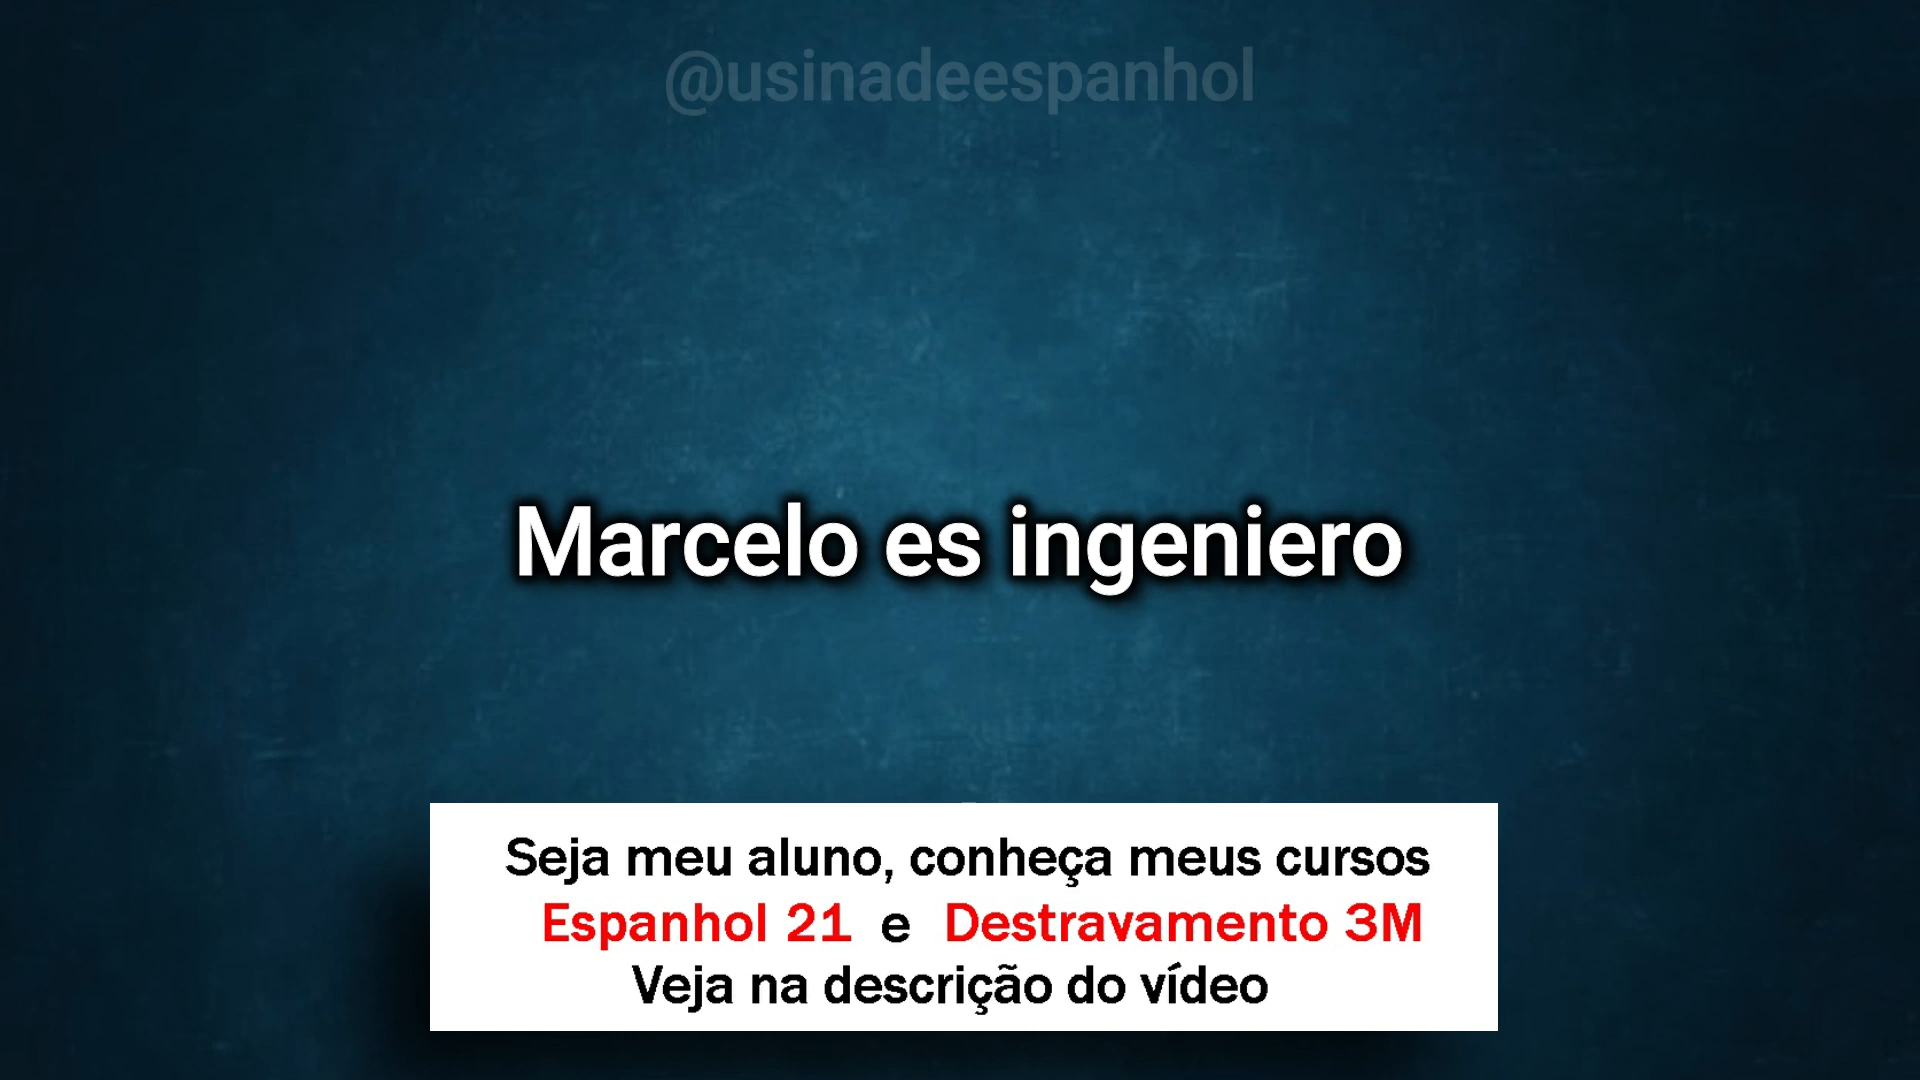 @usinadeespanhol
Marcelo es ingeniero
Seja meu aluno, conheça meus cursos
Espanhol 21 e Destravamento 3M
Veja na descrição do vídeo